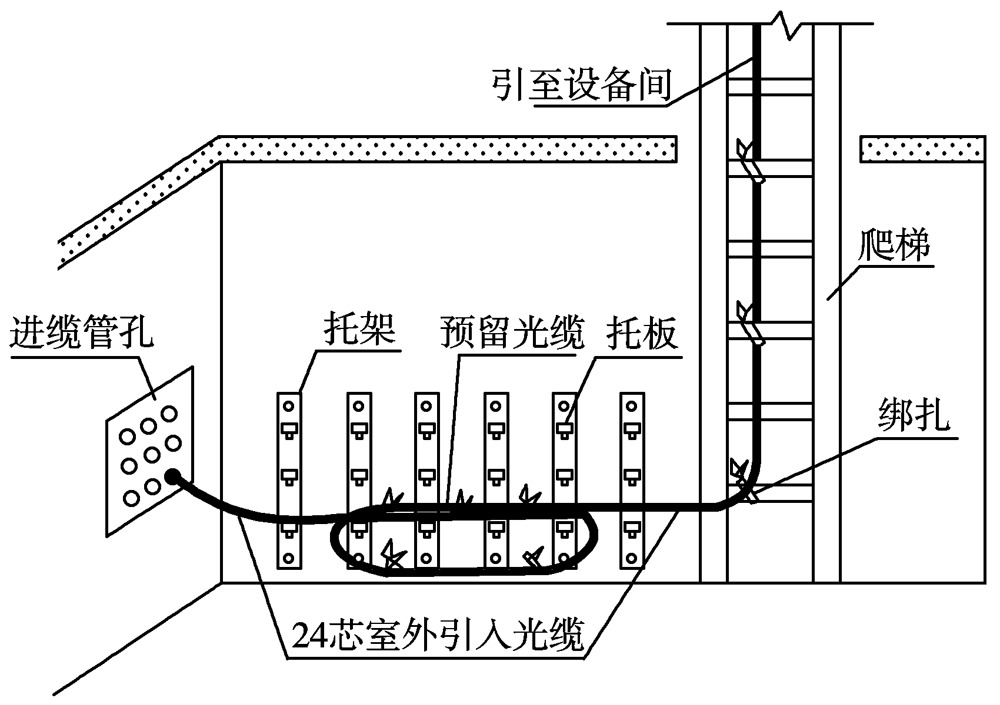 引至设备间
爬梯
进缆管孔
托架
预留光缆
托板
绑扎
24芯室外引入光缆